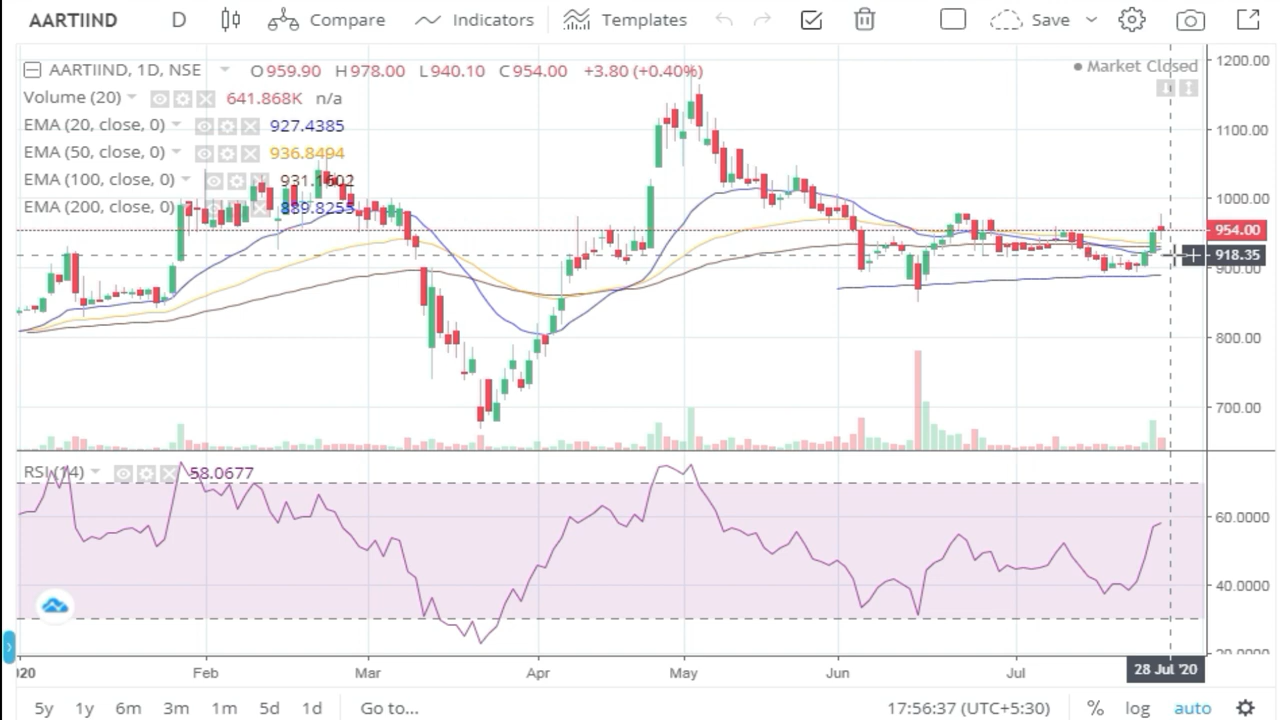 AARTIIND D Compare Indicators Templates Save
AARTIIND, 1D, NSE O959.90 H978.00 L940.10 C954.00 +3.80 (+0.40%)
Market Closed
Volume (20) 641.868K n/a
EMA (20, close, 0) 927.4385
EMA (50, close, 0) 936.8494
EMA (100, close, 0) 931.1602
EMA (200, close, 0) 889.8255
1200.00
1100.00
1000.00
954.00
918.35
900.00
800.00
700.00
RSI (14) 58.0677
60.0000
40.0000
20.0000
Feb Mar Apr May Jun Jul 28 Jul '20
5y 1y 6m 3m 1m 5d 1d Go to... 17:56:37 (UTC+5:30) % log auto